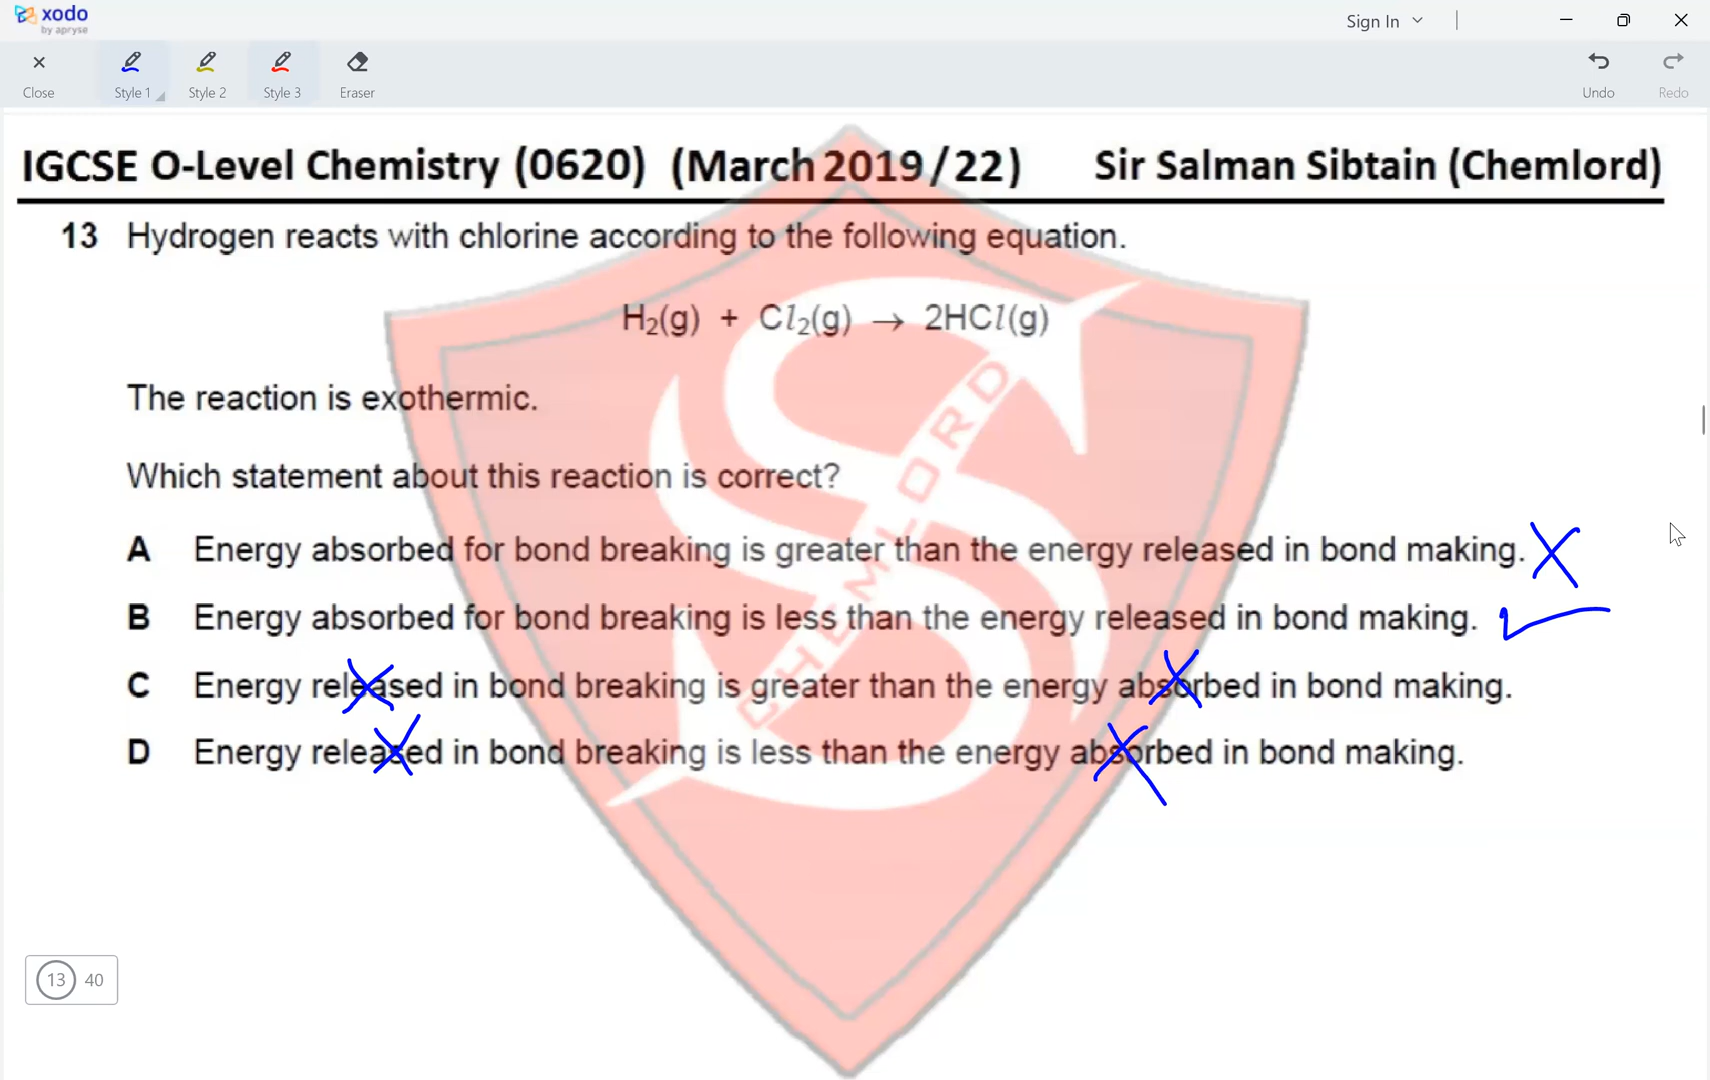 xodo
by apryse
Sign In
Close
Style 1
Style 2
Style 3
Eraser
Undo
Redo
IGCSE O-Level Chemistry (0620) (March 2019/22) Sir Salman Sibtain (Chemlord)
13 Hydrogen reacts with chlorine according to the following equation.
H₂(g) + Cl₂(g) → 2HCl(g)
The reaction is exothermic.
Which statement about this reaction is correct?
A Energy absorbed for bond breaking is greater than the energy released in bond making.
B Energy absorbed for bond breaking is less than the energy released in bond making.
C Energy released in bond breaking is greater than the energy absorbed in bond making.
D Energy released in bond breaking is less than the energy absorbed in bond making.
CHEMLORD
13 40